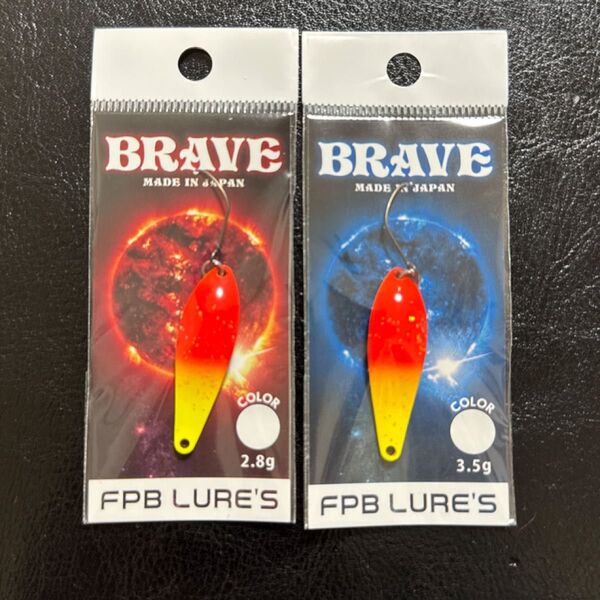 BRAVE
MADE IN JAPAN
COLOR
2.8g
FPB LURE'S
BRAVE
MADE IN JAPAN
COLOR
3.5g
FPB LURE'S